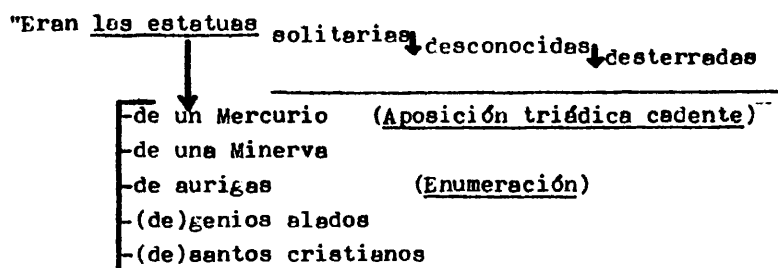 "Eran las estatuas solitarias, desconocidas, desterradas
-de un Mercurio (Aposición triádica cadente)
-de una Minerva
-de aurigas (Enumeración)
-(de)genios alados
-(de)santos cristianos